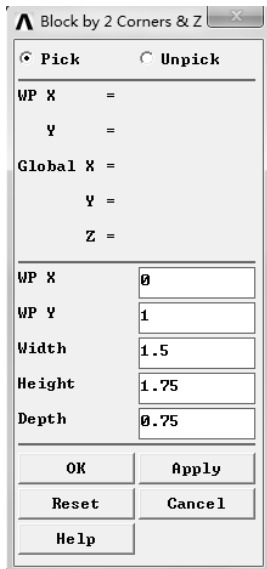 Block by 2 Corners & Z
Pick Unpick
WP X =
Y =
Global X =
Y =
Z =
WP X 0
WP Y 1
Width 1.5
Height 1.75
Depth 0.75
OK Apply
Reset Cancel
Help